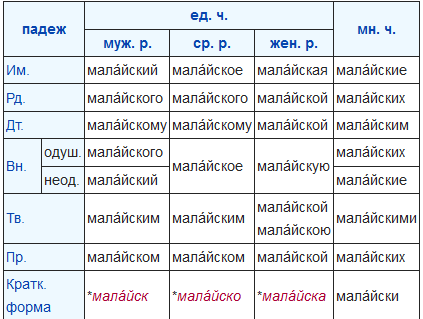 падеж ед. ч. мн. ч.
муж. р. ср. р. жен. р.
Им. мала́йский мала́йское мала́йская мала́йские
Рд. мала́йского мала́йского мала́йской мала́йских
Дт. мала́йскому мала́йскому мала́йской мала́йским
Вн. одуш. мала́йского мала́йское мала́йскую мала́йских
неод. мала́йский мала́йские
Тв. мала́йским мала́йским мала́йской мала́йскою мала́йскими
Пр. мала́йском мала́йском мала́йской мала́йских
Кратк. форма *мала́йск *мала́йско *мала́йска мала́йски